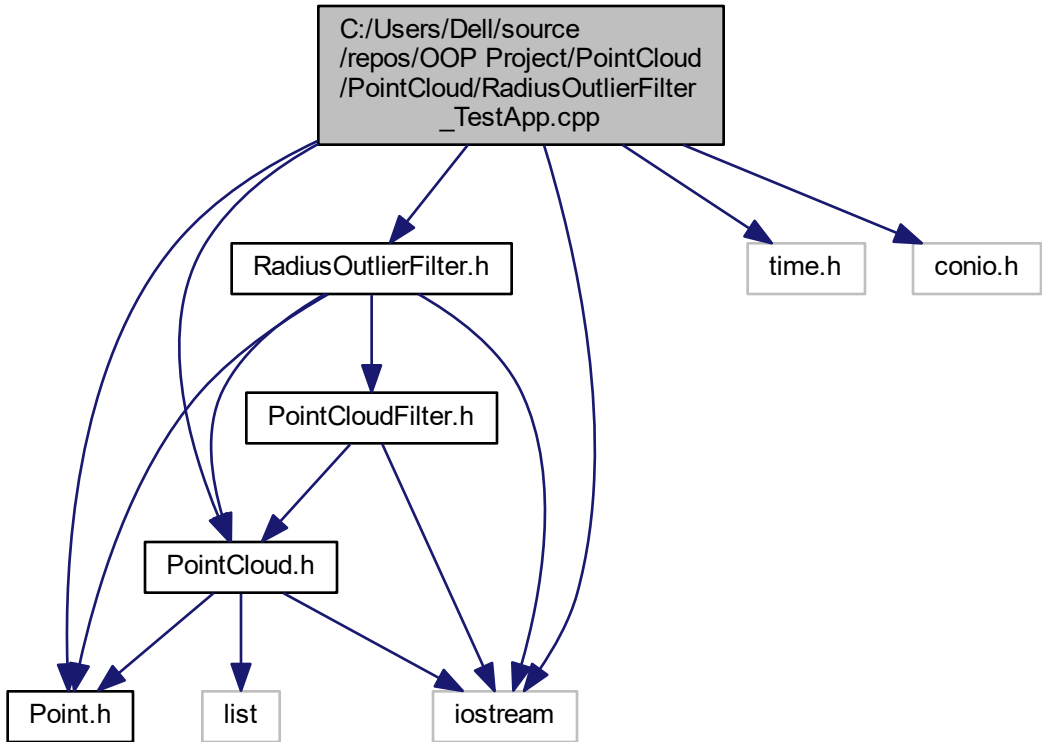 C:/Users/Dell/source
/repos/OOP Project/PointCloud
/PointCloud/RadiusOutlierFilter
_TestApp.cpp
RadiusOutlierFilter.h
time.h
conio.h
PointCloudFilter.h
PointCloud.h
Point.h
list
iostream